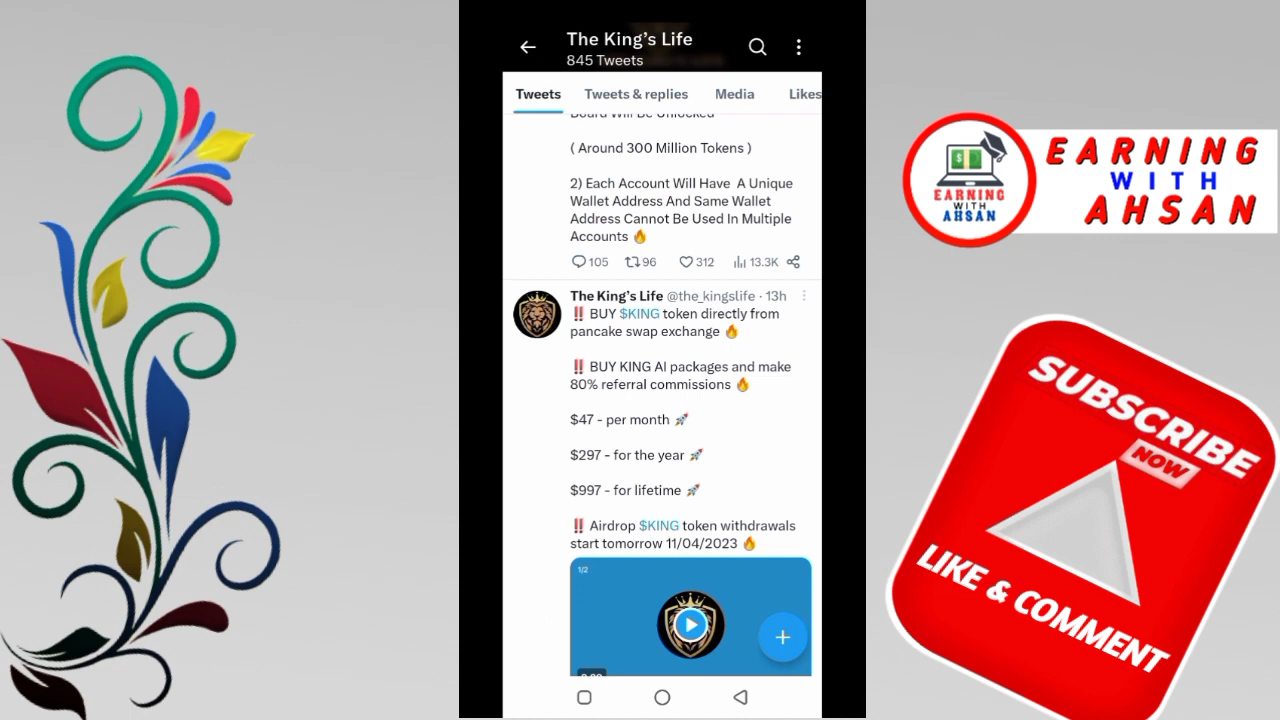 The King's Life
845 Tweets
Tweets
Tweets & replies
Media
Likes
Board Will Be Unlocked
( Around 300 Million Tokens )
2) Each Account Will Have A Unique
Wallet Address And Same Wallet
Address Cannot Be Used In Multiple
Accounts 🔥
105 96 312 13.3K
The King's Life @the_kingslife · 13h
‼️ BUY $KING token directly from
pancake swap exchange 🔥
‼️ BUY KING AI packages and make
80% referral commissions 🔥
$47 - per month 🚀
$297 - for the year 🚀
$997 - for lifetime 🚀
‼️ Airdrop $KING token withdrawals
start tomorrow 11/04/2023 🔥
1/2
EARNING
WITH
AHSAN
EARNING
WITH
AHSAN
SUBSCRIBE
NOW
LIKE & COMMENT